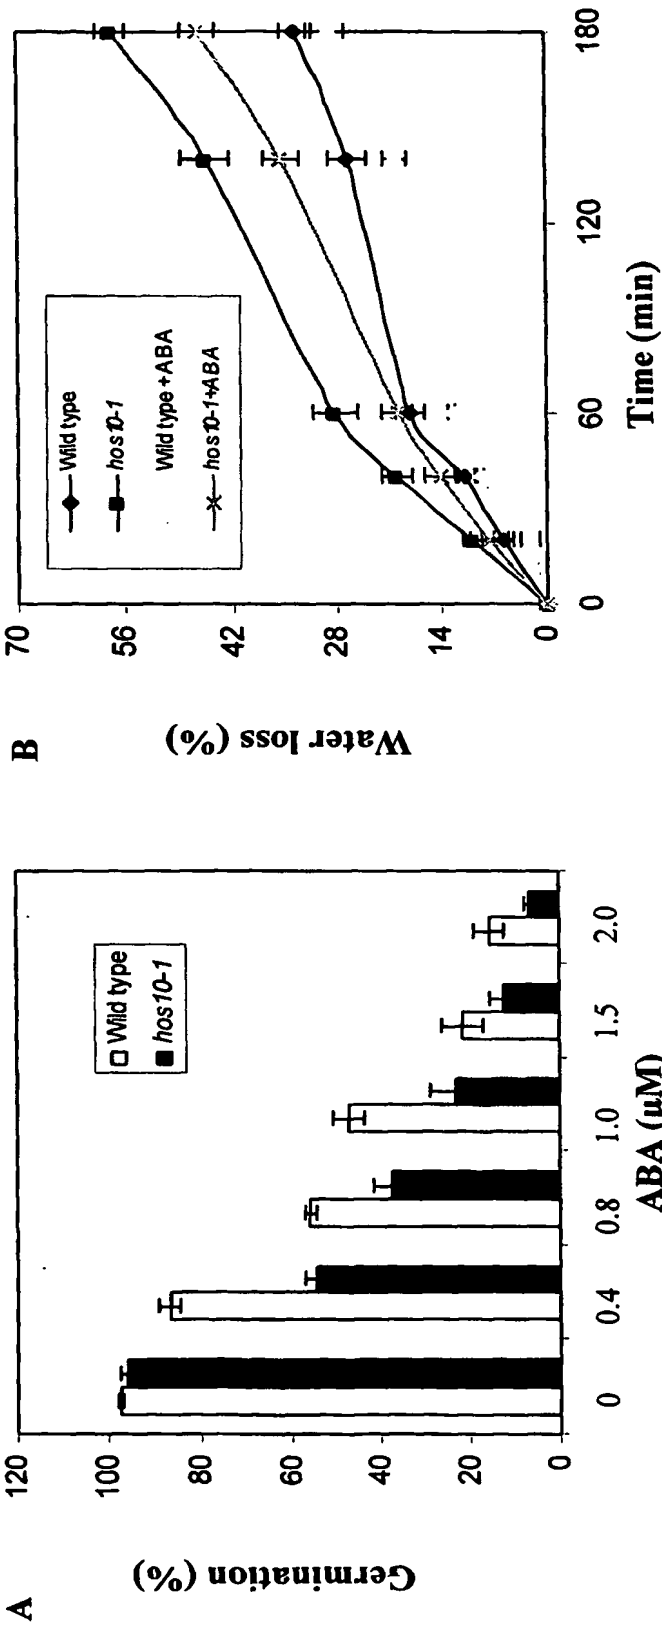 A
Germination (%)
120
100
80
60
40
20
0
Wild type
hos10-1
0
0.4
0.8
1.0
1.5
2.0
ABA (µM)
B
Water loss (%)
70
56
42
28
14
0
Wild type
hos10-1
Wild type+ABA
hos10-1+ABA
0
60
120
180
Time (min)